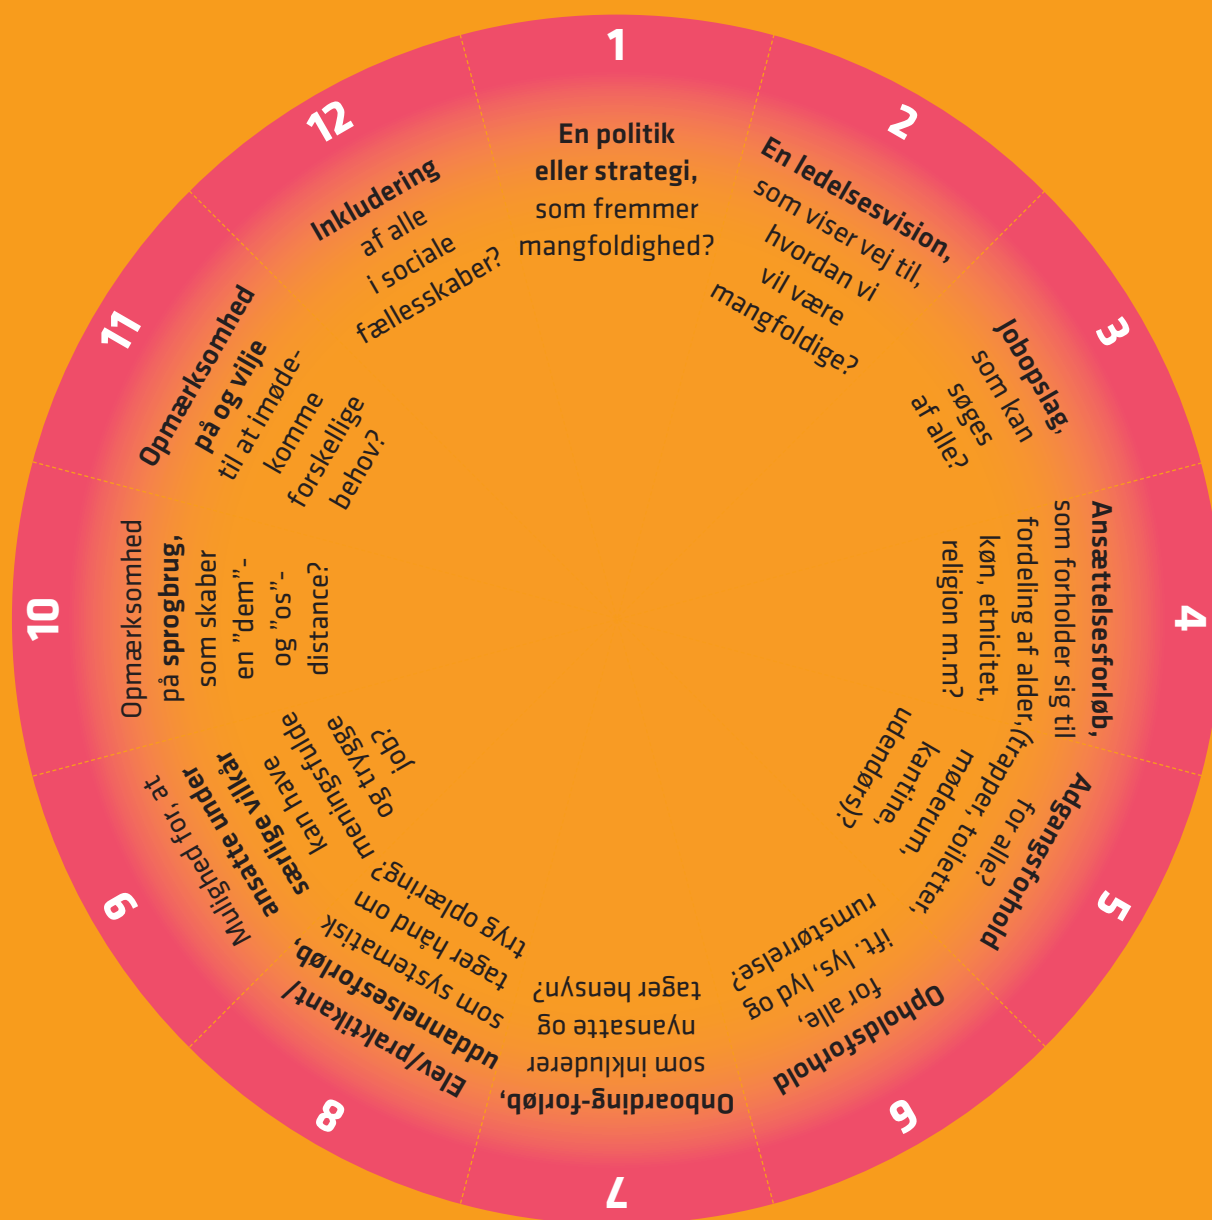 1
En politik
eller strategi,
som fremmer
mangfoldighed?
2
En ledelsesvision,
som viser vej til,
hvordan vi
vil være
mangfoldige?
3
Jobopslag,
som kan
søges
af alle?
4
Ansættelsesforløb,
som forholder sig til
fordeling af alder,
køn, etnicitet,
religion m.m?
5
Adgangsforhold
for alle?
(trapper, toiletter,
møderum,
kantine,
udendørs)?
6
Opholdsforhold
for alle,
ift. lys, lyd og
rumstørrelse?
7
Onboarding-forløb,
som inkluderer
nyansatte og
tager hensyn?
8
Elev/praktikant/
uddannelsesforløb,
som systematisk
tager hånd om
tryg oplæring?
9
Mulighed for, at
ansatte under
særlige vilkår
kan have
meningsfulde
og trygge
job?
10
Opmærksomhed
på sprogbrug,
som skaber
en ”dem”-
og ”os”-
distance?
11
Opmærksomhed
på og vilje
til at imøde-
komme
forskellige
behov?
12
Inkludering
af alle
i sociale
fællesskaber?